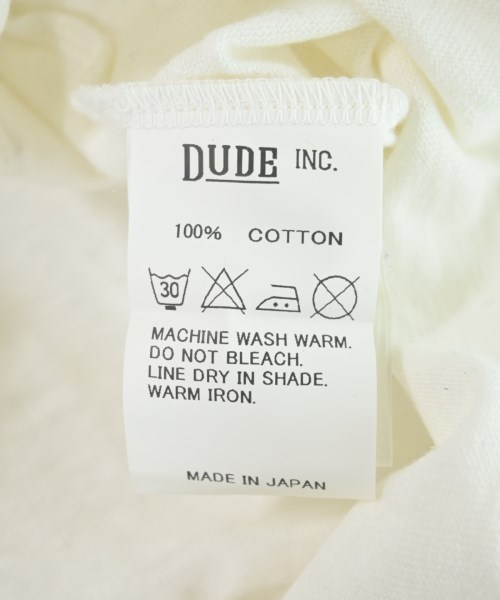 DUDE INC.
100% COTTON
30
MACHINE WASH WARM.
DO NOT BLEACH.
LINE DRY IN SHADE.
WARM IRON.
MADE IN JAPAN